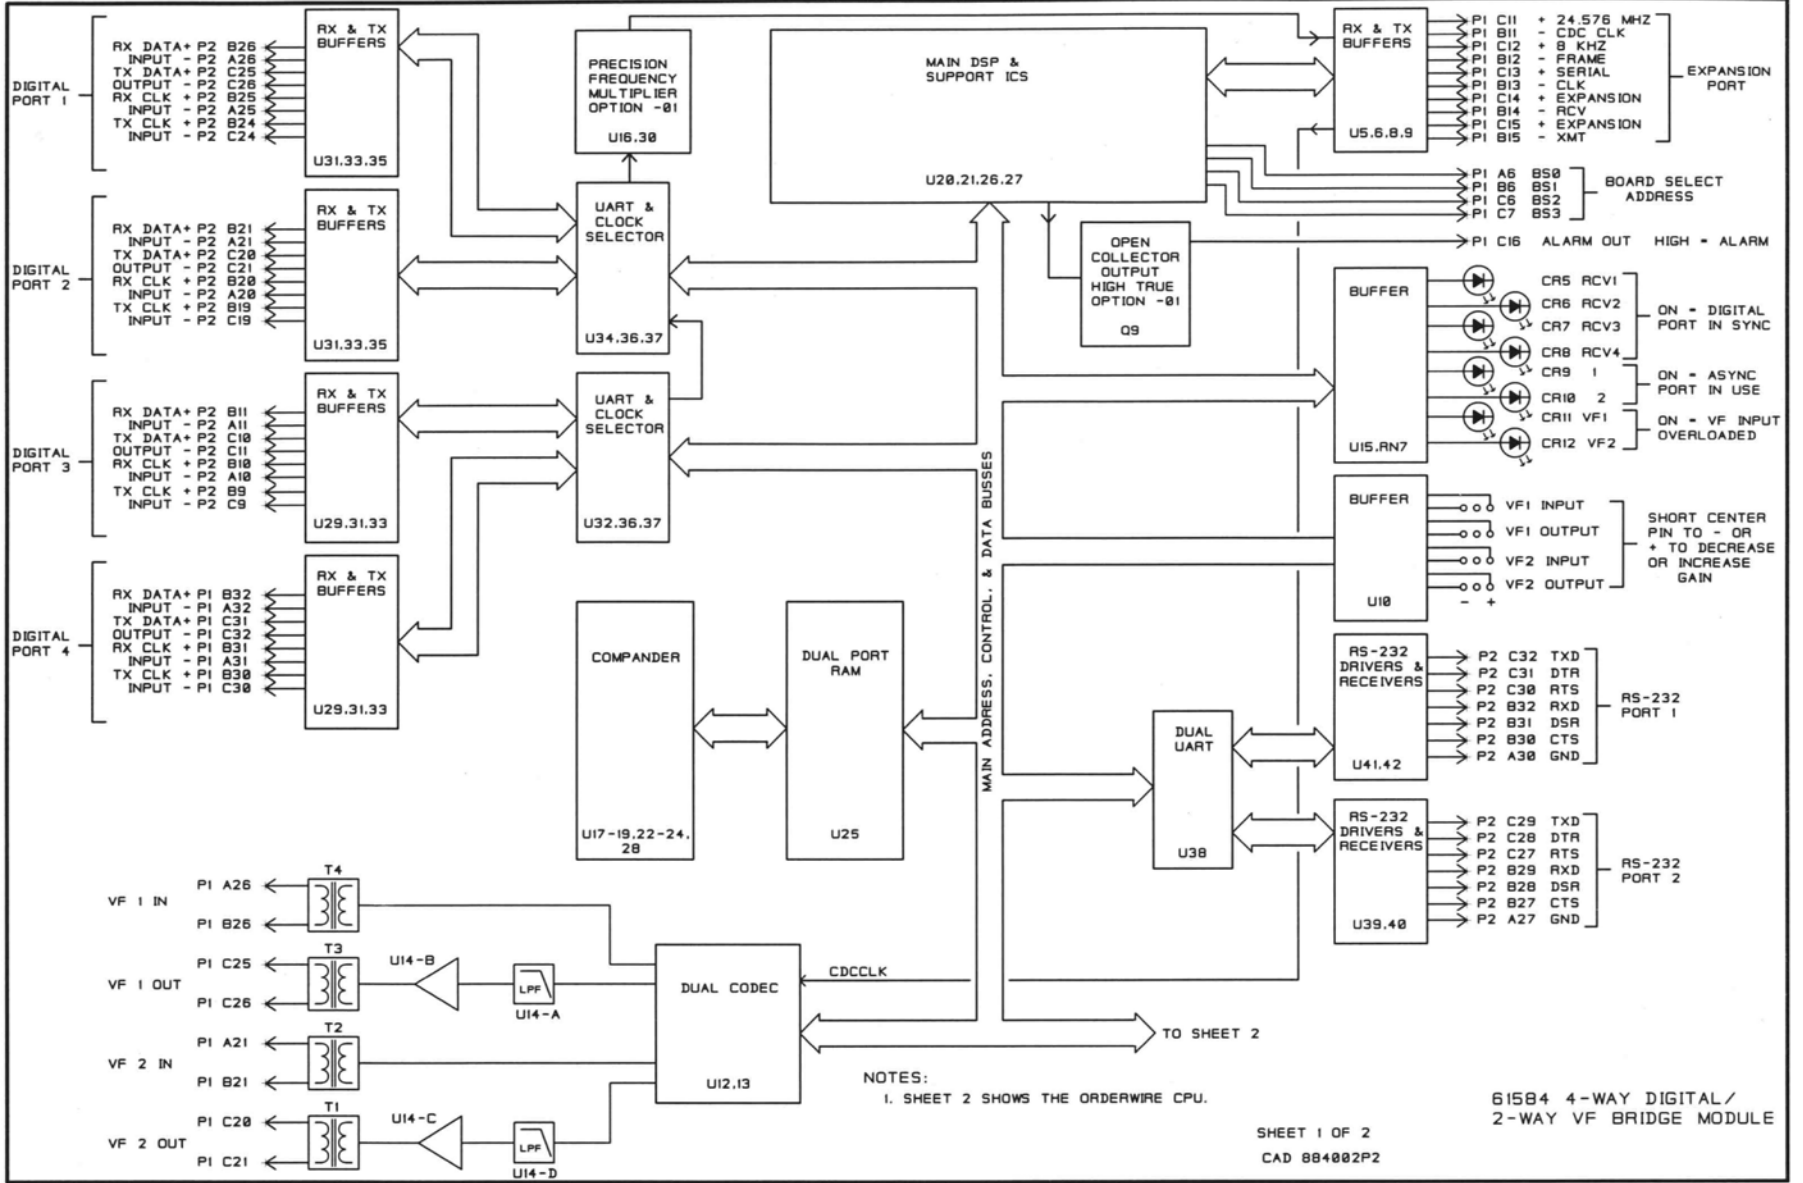 DIGITAL
PORT 1
RX DATA+ P2 B26
INPUT - P2 A26
TX DATA+ P2 C25
OUTPUT - P2 C26
RX CLK + P2 B25
INPUT - P2 A25
TX CLK + P2 B24
INPUT - P2 C24
RX & TX
BUFFERS
U31.33.35
DIGITAL
PORT 2
RX DATA+ P2 B21
INPUT - P2 A21
TX DATA+ P2 C20
OUTPUT - P2 C21
RX CLK + P2 B20
INPUT - P2 A20
TX CLK + P2 B19
INPUT - P2 C19
RX & TX
BUFFERS
U31.33.35
DIGITAL
PORT 3
RX DATA+ P2 B11
INPUT - P2 A11
TX DATA+ P2 C10
OUTPUT - P2 C11
RX CLK + P2 B10
INPUT - P2 A10
TX CLK + P2 B9
INPUT - P2 C9
RX & TX
BUFFERS
U29.31.33
DIGITAL
PORT 4
RX DATA+ P1 B32
INPUT - P1 A32
TX DATA+ P1 C31
OUTPUT - P1 C32
RX CLK + P1 B31
INPUT - P1 A31
TX CLK + P1 B30
INPUT - P1 C30
RX & TX
BUFFERS
U29.31.33
PRECISION
FREQUENCY
MULTIPLIER
OPTION -01
U16.30
UART &
CLOCK
SELECTOR
U34.36.37
UART &
CLOCK
SELECTOR
U32.36.37
MAIN DSP &
SUPPORT ICS
U20.21.26.27
OPEN
COLLECTOR
OUTPUT
HIGH TRUE
OPTION -01
Q9
RX & TX
BUFFERS
U5.6.8.9
P1 C11 + 24.576 MHZ
P1 B11 - CDC CLK
P1 C12 + 8 KHZ
P1 B12 - FRAME
P1 C13 + SERIAL
P1 B13 - CLK
P1 C14 + EXPANSION
P1 B14 - RCV
P1 C15 + EXPANSION
P1 B15 - XMT
EXPANSION
PORT
P1 A6 BS0
P1 B6 BS1
P1 C6 BS2
P1 C7 BS3
BOARD SELECT
ADDRESS
P1 C16 ALARM OUT HIGH = ALARM
BUFFER
U15.RN7
CR5 RCV1
CR6 RCV2
CR7 RCV3
CR8 RCV4
CR9 1
CR10 2
CR11 VF1
CR12 VF2
ON = DIGITAL
PORT IN SYNC
ON = ASYNC
PORT IN USE
ON = VF INPUT
OVERLOADED
BUFFER
U10
VF1 INPUT
VF1 OUTPUT
VF2 INPUT
VF2 OUTPUT
- +
SHORT CENTER
PIN TO - OR
+ TO DECREASE
OR INCREASE
GAIN
MAIN ADDRESS, CONTROL, & DATA BUSSES
COMPANDER
U17-19.22-24.
28
DUAL PORT
RAM
U25
DUAL
UART
U38
RS-232
DRIVERS &
RECEIVERS
U41.42
P2 C32 TXD
P2 C31 DTR
P2 C30 RTS
P2 B32 RXD
P2 B31 DSR
P2 B30 CTS
P2 A30 GND
RS-232
PORT 1
RS-232
DRIVERS &
RECEIVERS
U39.40
P2 C29 TXD
P2 C28 DTR
P2 C27 RTS
P2 B29 RXD
P2 B28 DSR
P2 B27 CTS
P2 A27 GND
RS-232
PORT 2
VF 1 IN
P1 A26
P1 B26
T4
VF 1 OUT
P1 C25
P1 C26
T3
U14-B
LPF
U14-A
VF 2 IN
P1 A21
P1 B21
T2
VF 2 OUT
P1 C20
P1 C21
T1
U14-C
LPF
U14-D
DUAL CODEC
U12.13
CDCCLK
TO SHEET 2
NOTES:
1. SHEET 2 SHOWS THE ORDERWIRE CPU.
SHEET 1 OF 2
CAD 884002P2
61584 4-WAY DIGITAL/
2-WAY VF BRIDGE MODULE